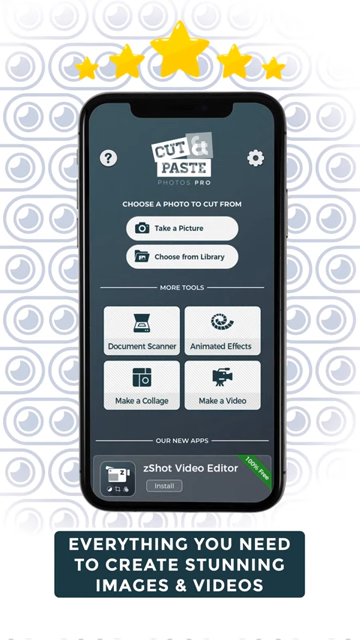 CUT &
PASTE
PHOTOS PRO
?
CHOOSE A PHOTO TO CUT FROM
Take a Picture
Choose from Library
MORE TOOLS
Document Scanner
Animated Effects
Make a Collage
Make a Video
OUR NEW APPS
Z
zShot Video Editor
Install
100% Free
EVERYTHING YOU NEED
TO CREATE STUNNING
IMAGES & VIDEOS